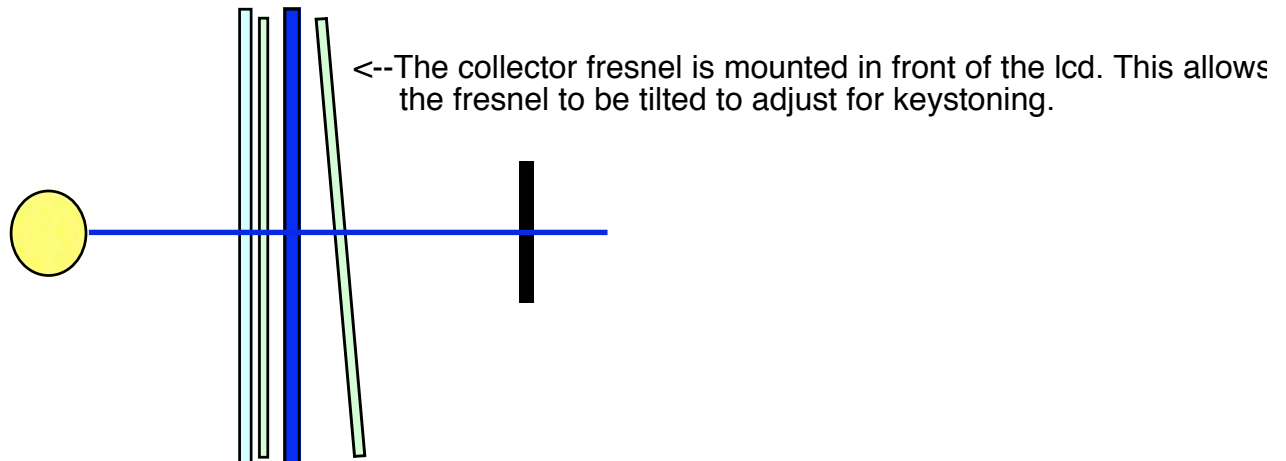 <--The collector fresnel is mounted in front of the lcd. This allows
the fresnel to be tilted to adjust for keystoning.